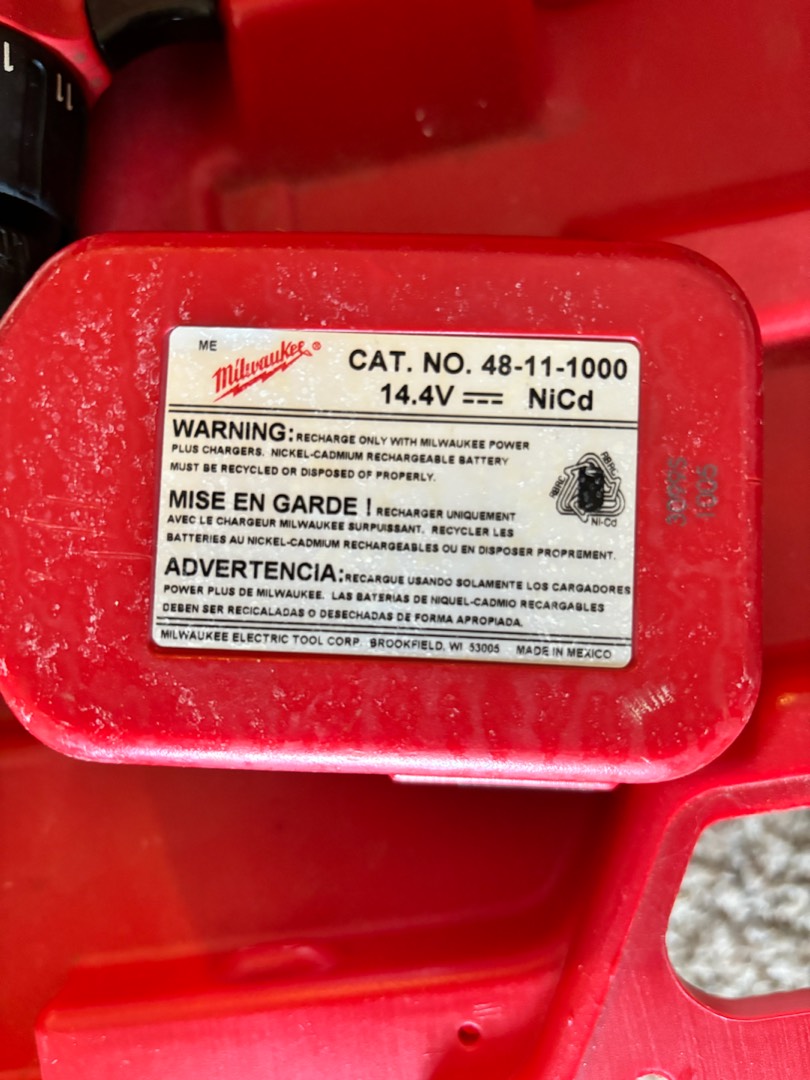 11
ME
Milwaukee®
CAT. NO. 48-11-1000
14.4V NiCd
WARNING: RECHARGE ONLY WITH MILWAUKEE POWER
PLUS CHARGERS. NICKEL-CADMIUM RECHARGEABLE BATTERY
MUST BE RECYCLED OR DISPOSED OF PROPERLY.
RBRC
Ni-Cd
MISE EN GARDE ! RECHARGER UNIQUEMENT
AVEC LE CHARGEUR MILWAUKEE SURPUISSANT. RECYCLER LES
BATTERIES AU NICKEL-CADMIUM RECHARGEABLES OU EN DISPOSER PROPREMENT.
ADVERTENCIA: RECARGUE USANDO SOLAMENTE LOS CARGADORES
POWER PLUS DE MILWAUKEE. LAS BATERIAS DE NIQUEL-CADMIO RECARGABLES
DEBEN SER RECICALADAS O DESECHADAS DE FORMA APROPIADA.
MILWAUKEE ELECTRIC TOOL CORP. BROOKFIELD, WI 53005 MADE IN MEXICO
1005